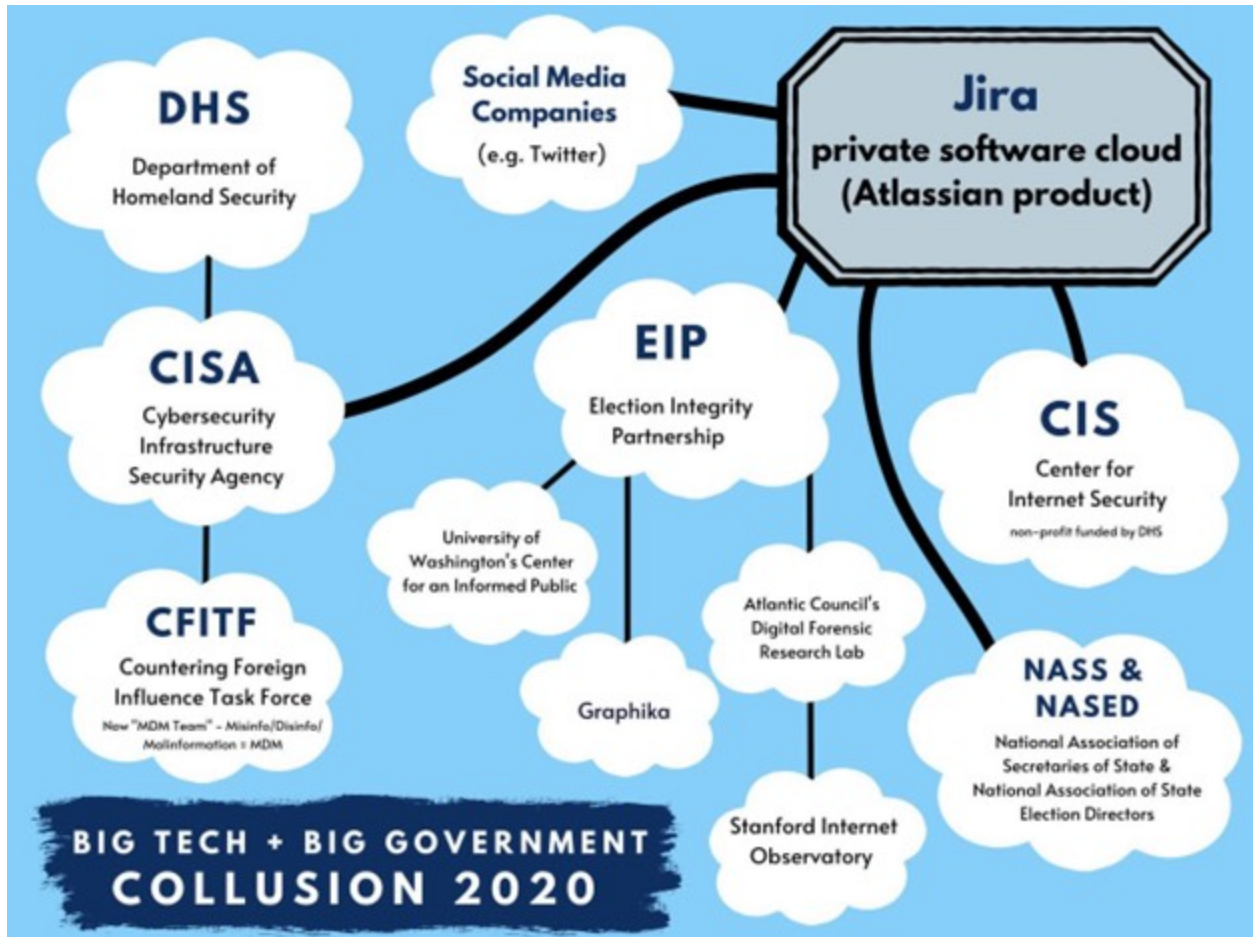 DHS
Department of
Homeland Security
Social Media
Companies
(e.g. Twitter)
Jira
private software cloud
(Atlassian product)
CISA
Cybersecurity
Infrastructure
Security Agency
EIP
Election Integrity
Partnership
CIS
Center for
Internet Security
non-profit funded by DHS
University of
Washington's Center
for an Informed Public
CFITF
Countering Foreign
Influence Task Force
Now "MDM Team" - Misinfo/Disinfo/
Malinformation = MDM
Graphika
Atlantic Council's
Digital Forensic
Research Lab
NASS &
NASED
National Association of
Secretaries of State &
National Association of State
Election Directors
Stanford Internet
Observatory
BIG TECH + BIG GOVERNMENT
COLLUSION 2020